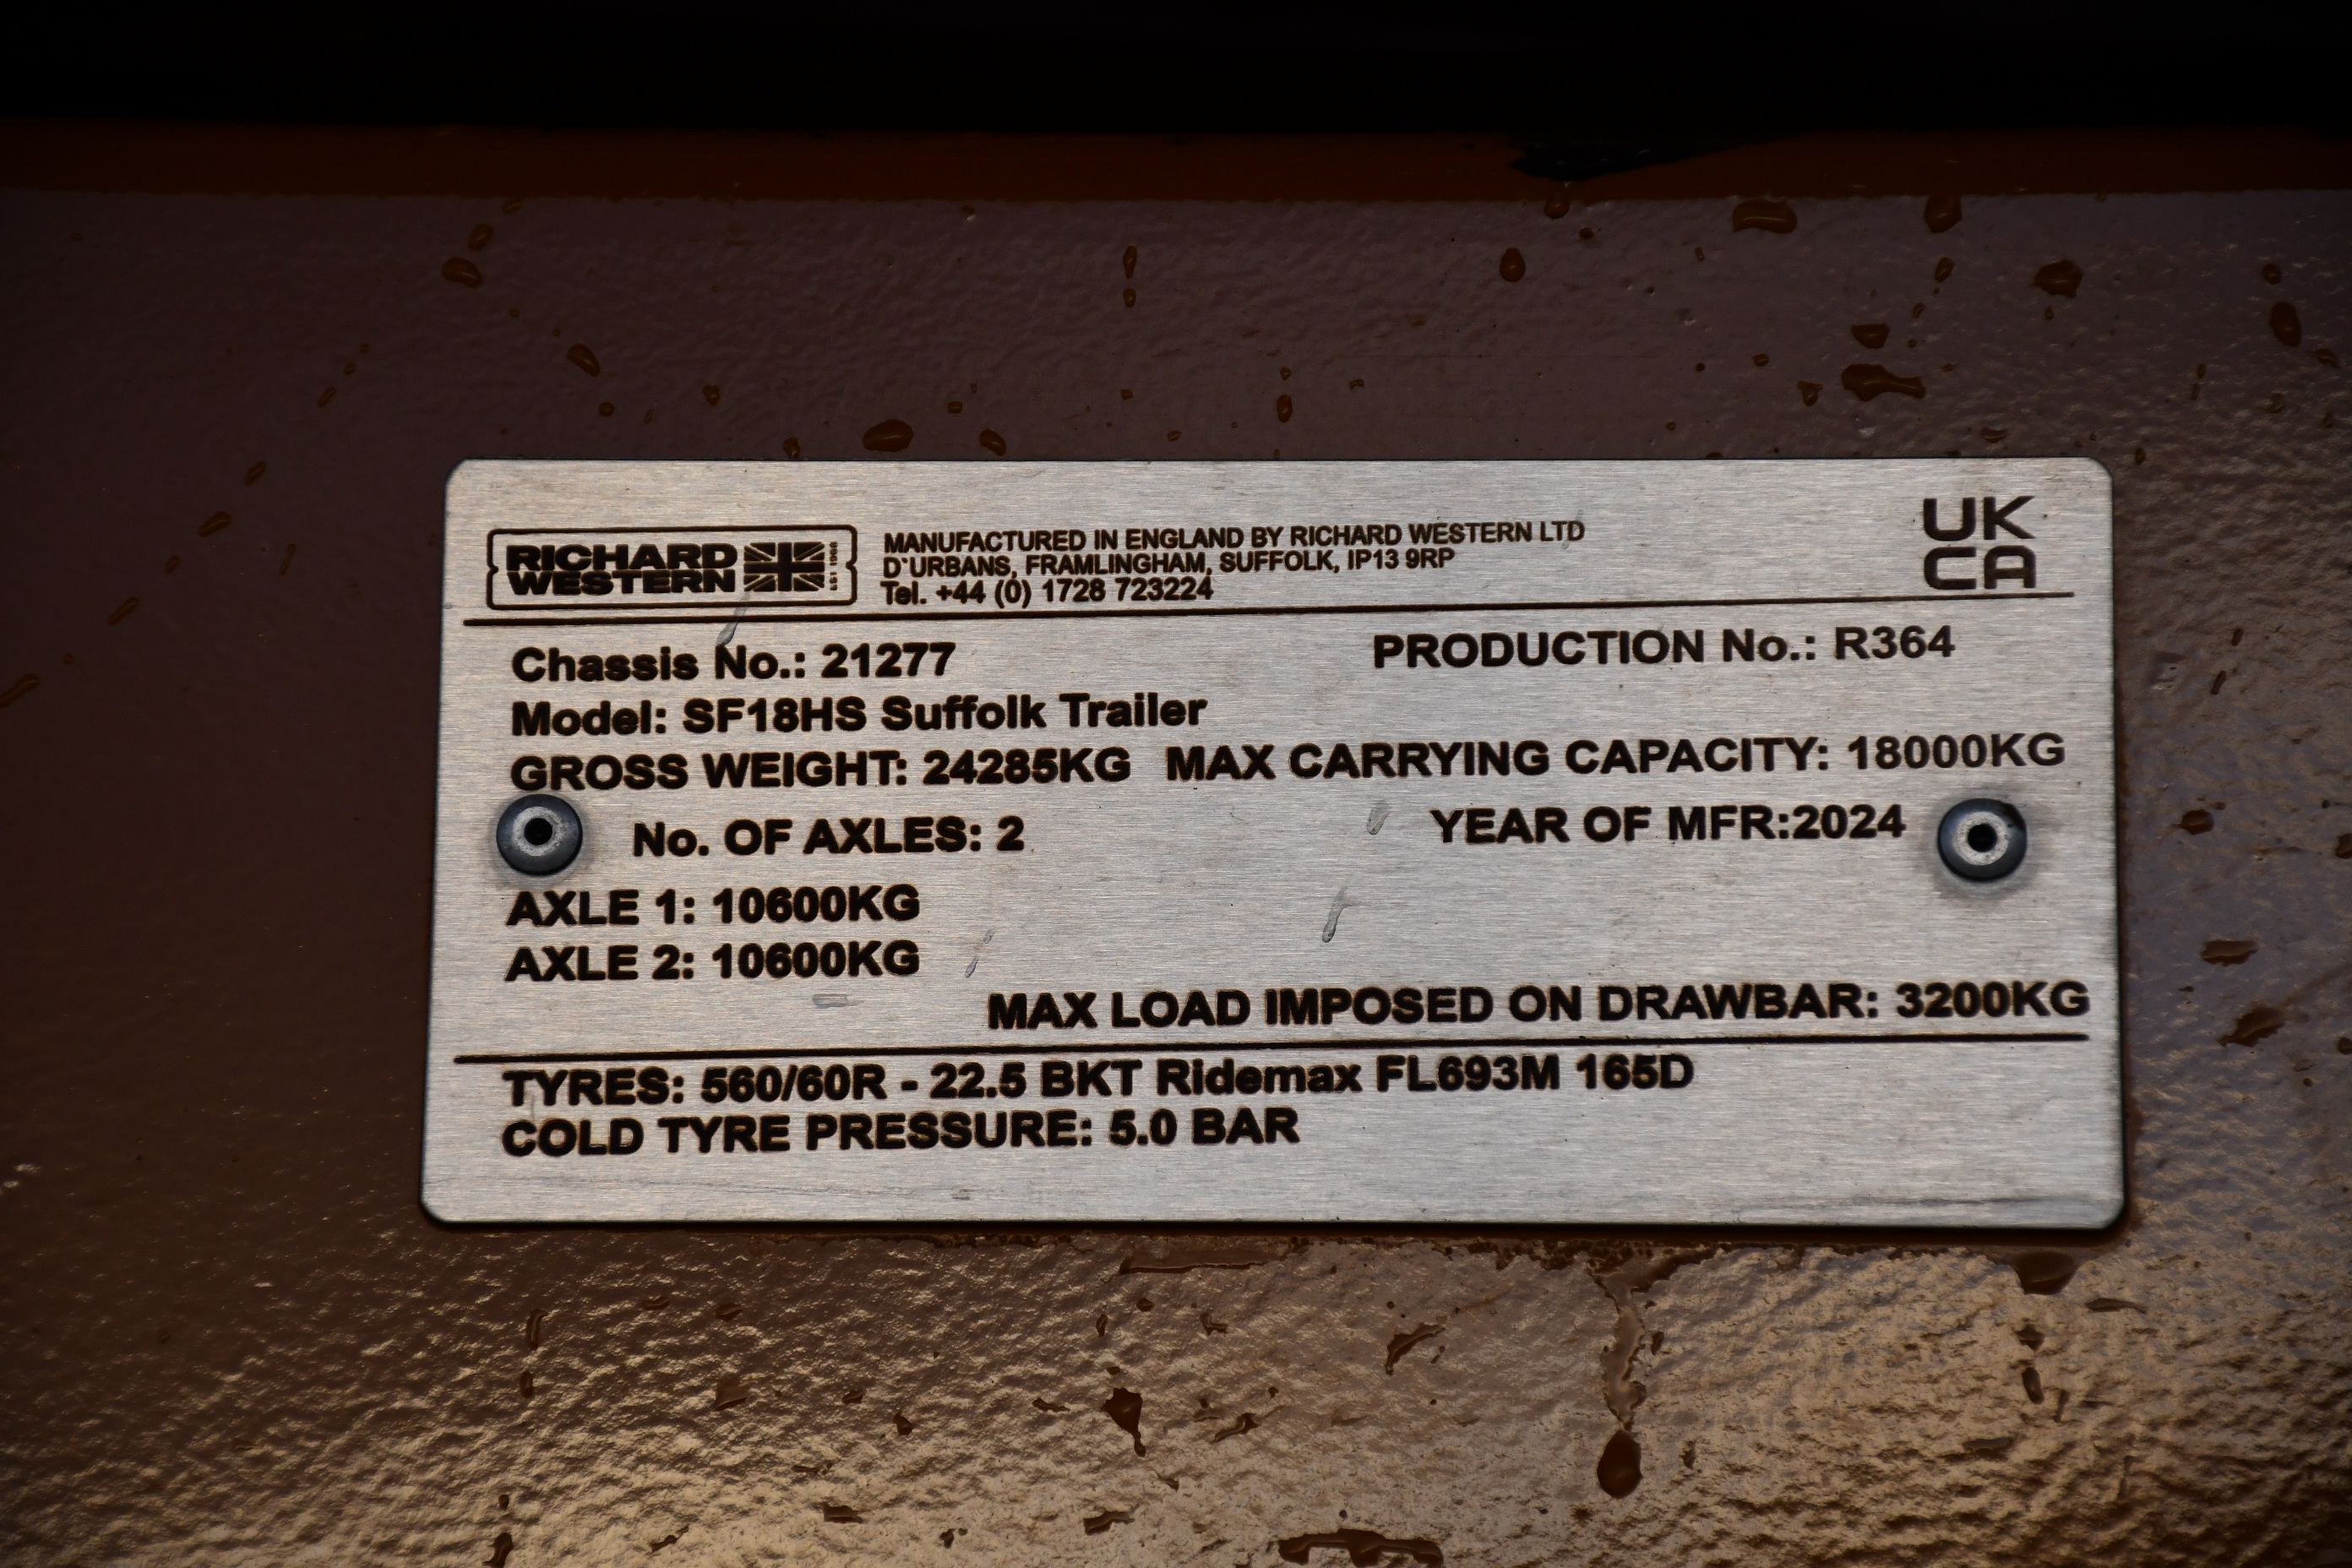 RICHARD
WESTERN
EST 1968
MANUFACTURED IN ENGLAND BY RICHARD WESTERN LTD
D'URBANS, FRAMLINGHAM, SUFFOLK, IP13 9RP
Tel. +44 (0) 1728 723224
UK
CA
Chassis No.: 21277 PRODUCTION No.: R364
Model: SF18HS Suffolk Trailer
GROSS WEIGHT: 24285KG MAX CARRYING CAPACITY: 18000KG
No. OF AXLES: 2 YEAR OF MFR:2024
AXLE 1: 10600KG
AXLE 2: 10600KG
MAX LOAD IMPOSED ON DRAWBAR: 3200KG
TYRES: 560/60R - 22.5 BKT Ridemax FL693M 165D
COLD TYRE PRESSURE: 5.0 BAR